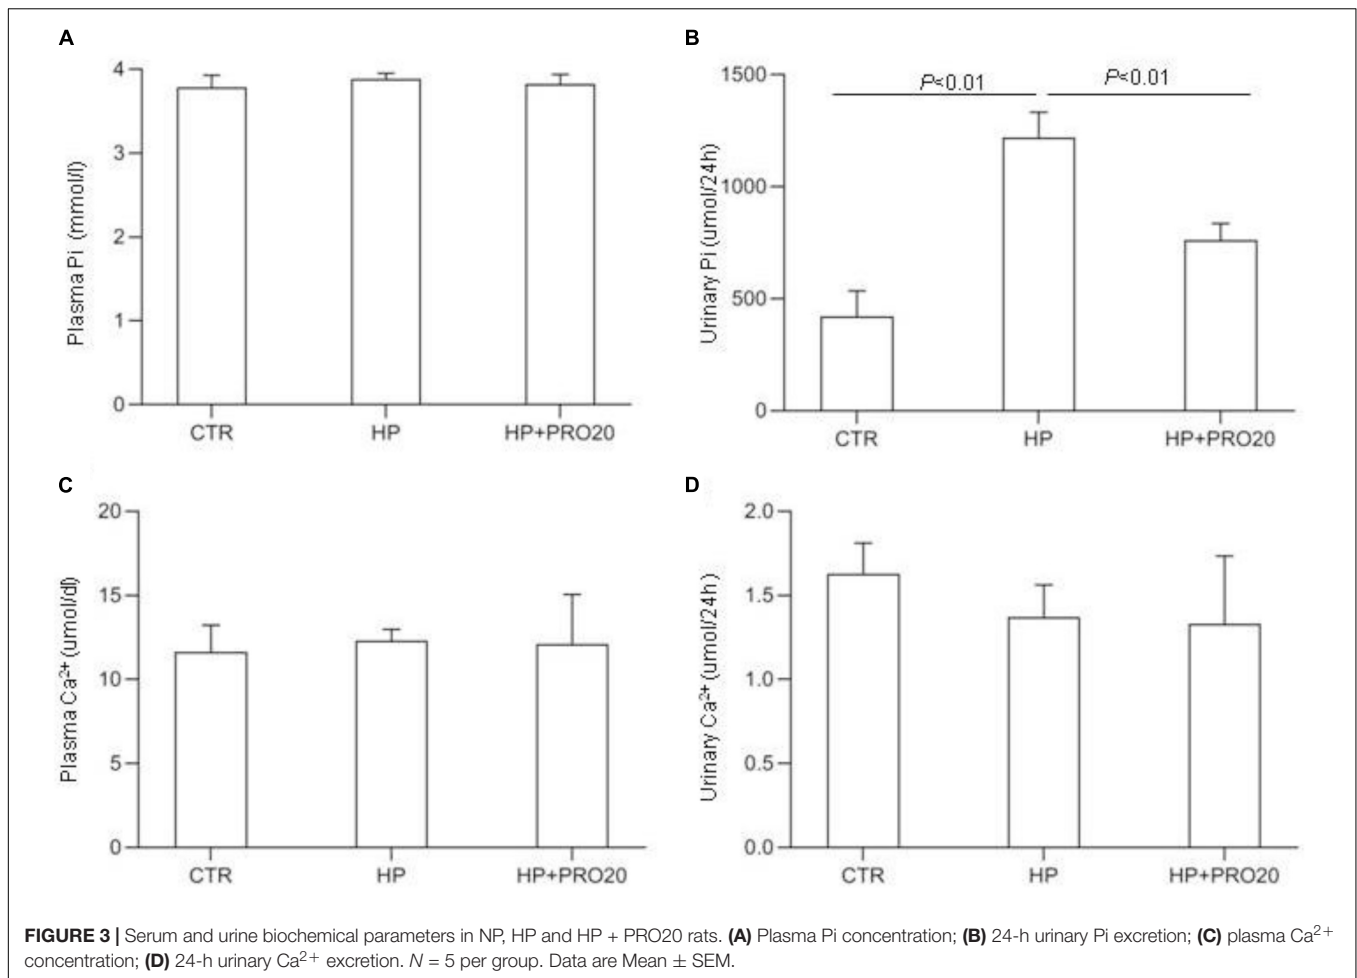 A
4
3
2
1
0
Plasma Pi (mmol/l)
CTR
HP
HP+PRO20
B
1500
1000
500
0
Urinary Pi (umol/24h)
P<0.01
P<0.01
CTR
HP
HP+PRO20
C
20
15
10
5
0
Plasma Ca²⁺ (umol/dl)
CTR
HP
HP+PRO20
D
2.0
1.5
1.0
0.5
0.0
Urinary Ca²⁺ (umol/24h)
CTR
HP
HP+PRO20
FIGURE 3 | Serum and urine biochemical parameters in NP, HP and HP + PRO20 rats. (A) Plasma Pi concentration; (B) 24-h urinary Pi excretion; (C) plasma Ca²⁺
concentration; (D) 24-h urinary Ca²⁺ excretion. N = 5 per group. Data are Mean ± SEM.